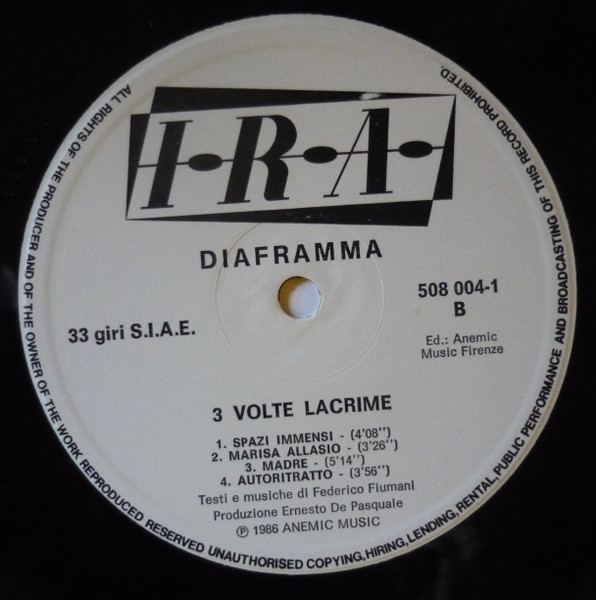 I·R·A·
DIAFRAMMA
508 004-1
B
33 giri S.I.A.E.
Ed.: Anemic
Music Firenze
3 VOLTE LACRIME
1. SPAZI IMMENSI - (4'08'')
2. MARISA ALLASIO - (3'26'')
3. MADRE - (5'14'')
4. AUTORITRATTO - (3'56'')
Testi e musiche di Federico Fiumani
Produzione Ernesto De Pasquale
Ⓟ 1986 ANEMIC MUSIC
ALL RIGHTS OF THE PRODUCER AND OF THE OWNER OF THE WORK REPRODUCED RESERVED UNAUTHORISED COPYING, HIRING, LENDING, RENTAL, PUBLIC PERFORMANCE AND BROADCASTING OF THIS RECORD PROHIBITED.